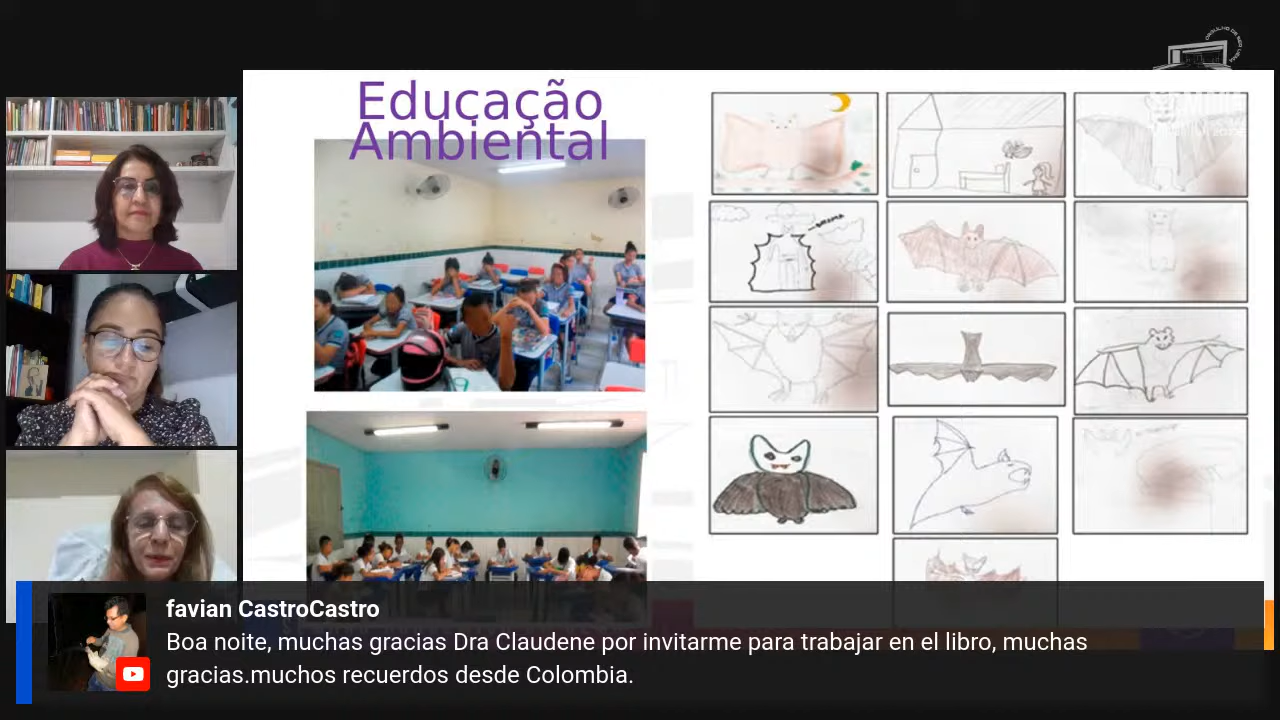 Educação
Ambiental
favian CastroCastro
Boa noite, muchas gracias Dra Claudene por invitarme para trabajar en el libro, muchas
gracias.muchos recuerdos desde Colombia.